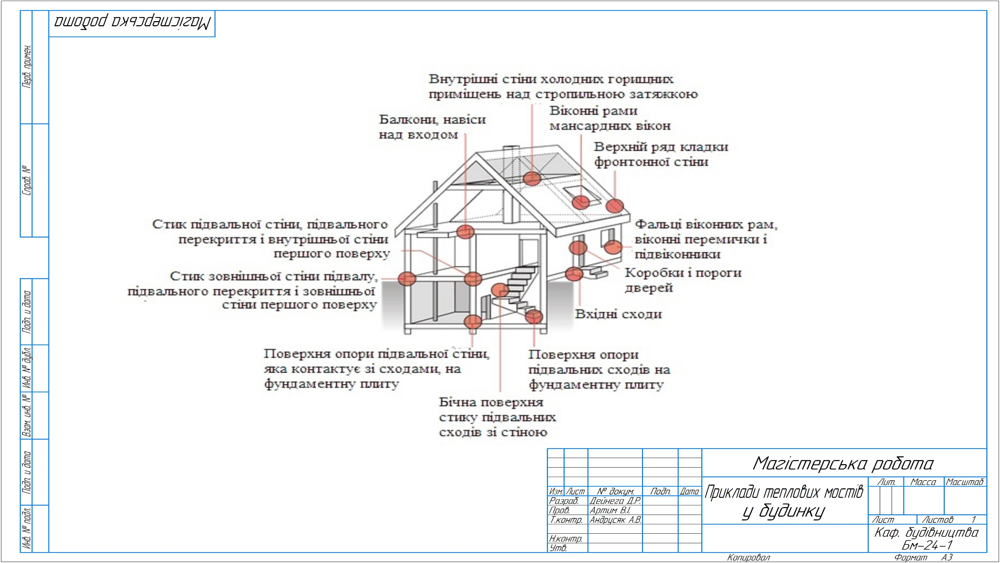 Магістерська робота
Перв. примен.
Справ. №
Подп. и дата
Инв. № дубл.
Взам. инв. №
Подп. и дата
Инв. № подл.
Внутрішні стіни холодних горищних
приміщень над стропильною затяжкою
Балкони, навіси
над входом
Віконні рами
мансардних вікон
Верхній ряд кладки
фронтонної стіни
Стик підвальної стіни, підвального
перекриття і внутрішньої стіни
першого поверху
Фальці віконних рам,
віконні перемички і
підвіконники
Стик зовнішньої стіни підвалу,
підвального перекриття і зовнішньої
стіни першого поверху
Коробки і пороги
дверей
Вхідні сходи
Поверхня опори підвальної стіни,
яка контактує зі сходами, на
фундаментну плиту
Поверхня опори
підвальних сходів на
фундаментну плиту
Бічна поверхня
стику підвальних
сходів зі стіною
Магістерська робота
Изм. Лист № докум. Подп. Дата
Разраб. Дейнега Д.Р.
Пров. Артим В.І.
Т.контр. Андрусяк А.В.
Н.контр.
Утв.
Приклади теплових мостів
у будинку
Лит. Масса Масштаб
Лист Листов 1
Каф. будівництва
Бм-24-1
Копировал Формат А3